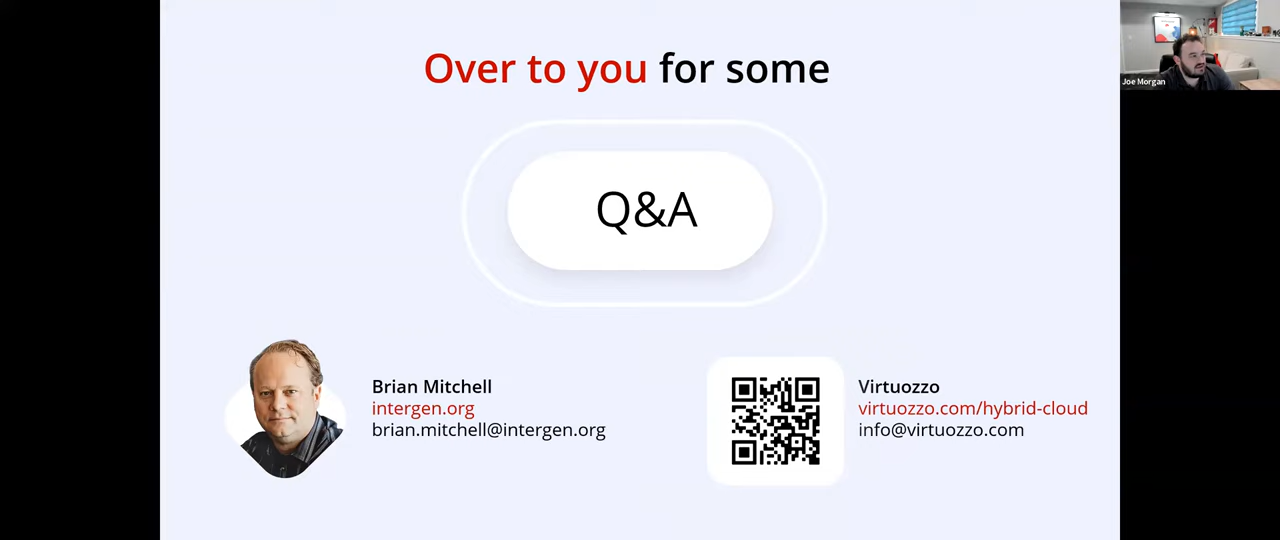 Over to you for some
Q&A
Brian Mitchell
intergen.org
brian.mitchell@intergen.org
Virtuozzo
virtuozzo.com/hybrid-cloud
info@virtuozzo.com
Joe Morgan